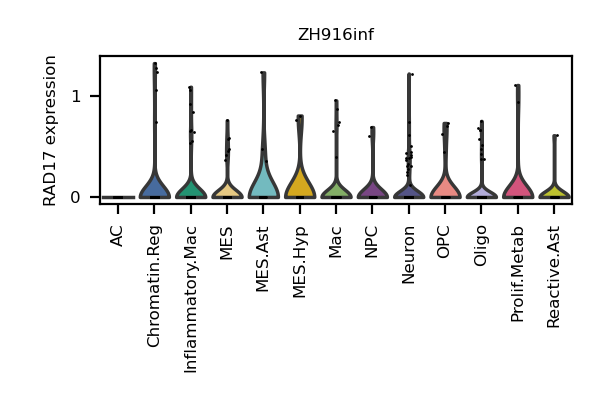 ZH916inf
RAD17 expression
1
0
AC
Chromatin.Reg
Inflammatory.Mac
MES
MES.Ast
MES.Hyp
Mac
NPC
Neuron
OPC
Oligo
Prolif.Metab
Reactive.Ast